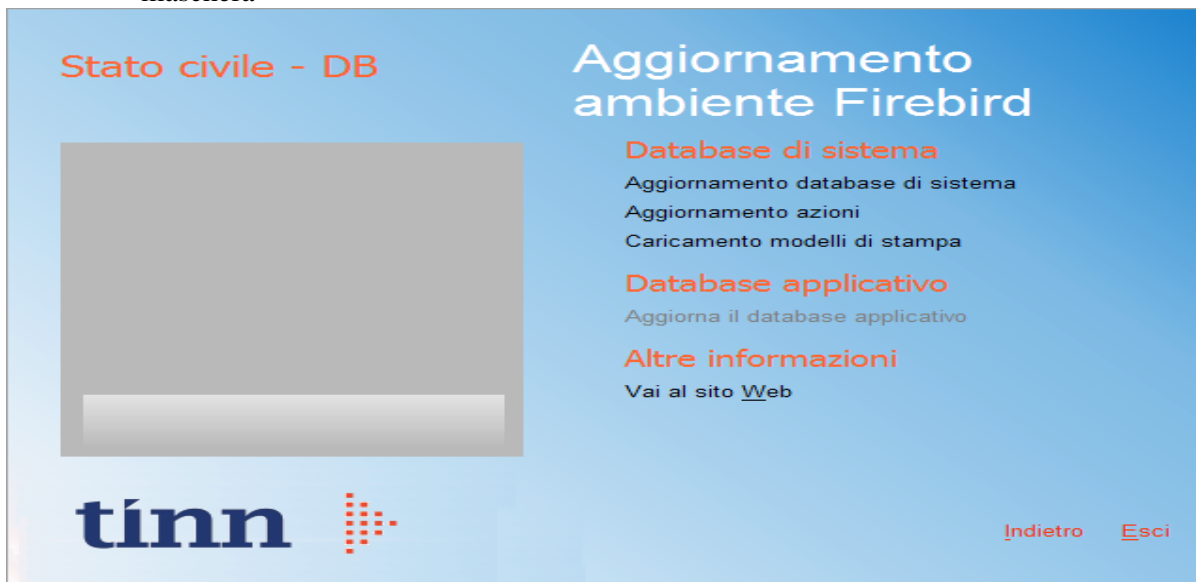 maschera
Stato civile - DB
Aggiornamento
ambiente Firebird
Database di sistema
Aggiornamento database di sistema
Aggiornamento azioni
Caricamento modelli di stampa
Database applicativo
Aggiorna il database applicativo
Altre informazioni
Vai al sito Web
tinn
Indietro Esci